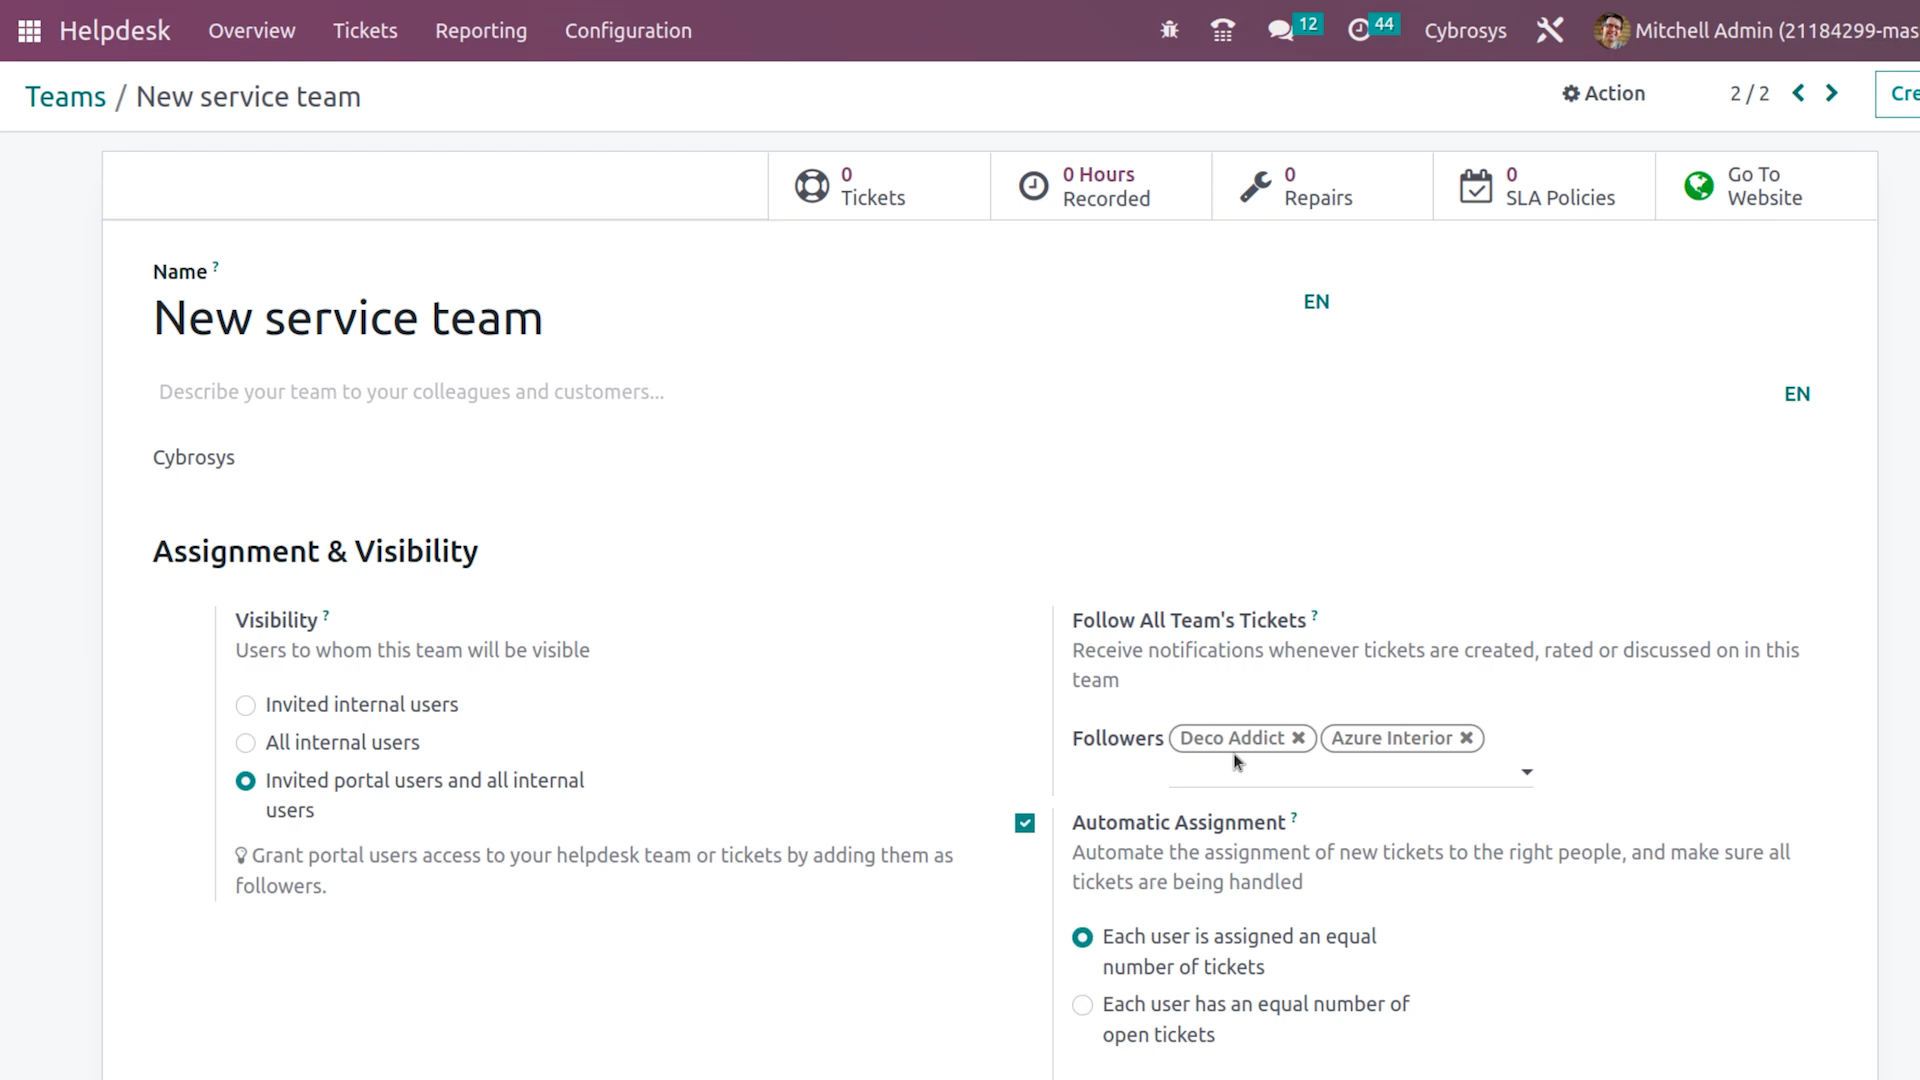 Helpdesk Overview Tickets Reporting Configuration 12 44 Cybrosys Mitchell Admin (21184299-mas
Teams / New service team Action 2 / 2 Cre
0 Tickets
0 Hours Recorded
0 Repairs
0 SLA Policies
Go To Website
Name ?
New service team EN
Describe your team to your colleagues and customers... EN
Cybrosys
Assignment & Visibility
Visibility ?
Users to whom this team will be visible
Invited internal users
All internal users
Invited portal users and all internal
users
Grant portal users access to your helpdesk team or tickets by adding them as
followers.
Follow All Team's Tickets ?
Receive notifications whenever tickets are created, rated or discussed on in this
team
Followers Deco Addict ✖ Azure Interior ✖
Automatic Assignment ?
Automate the assignment of new tickets to the right people, and make sure all
tickets are being handled
Each user is assigned an equal
number of tickets
Each user has an equal number of
open tickets